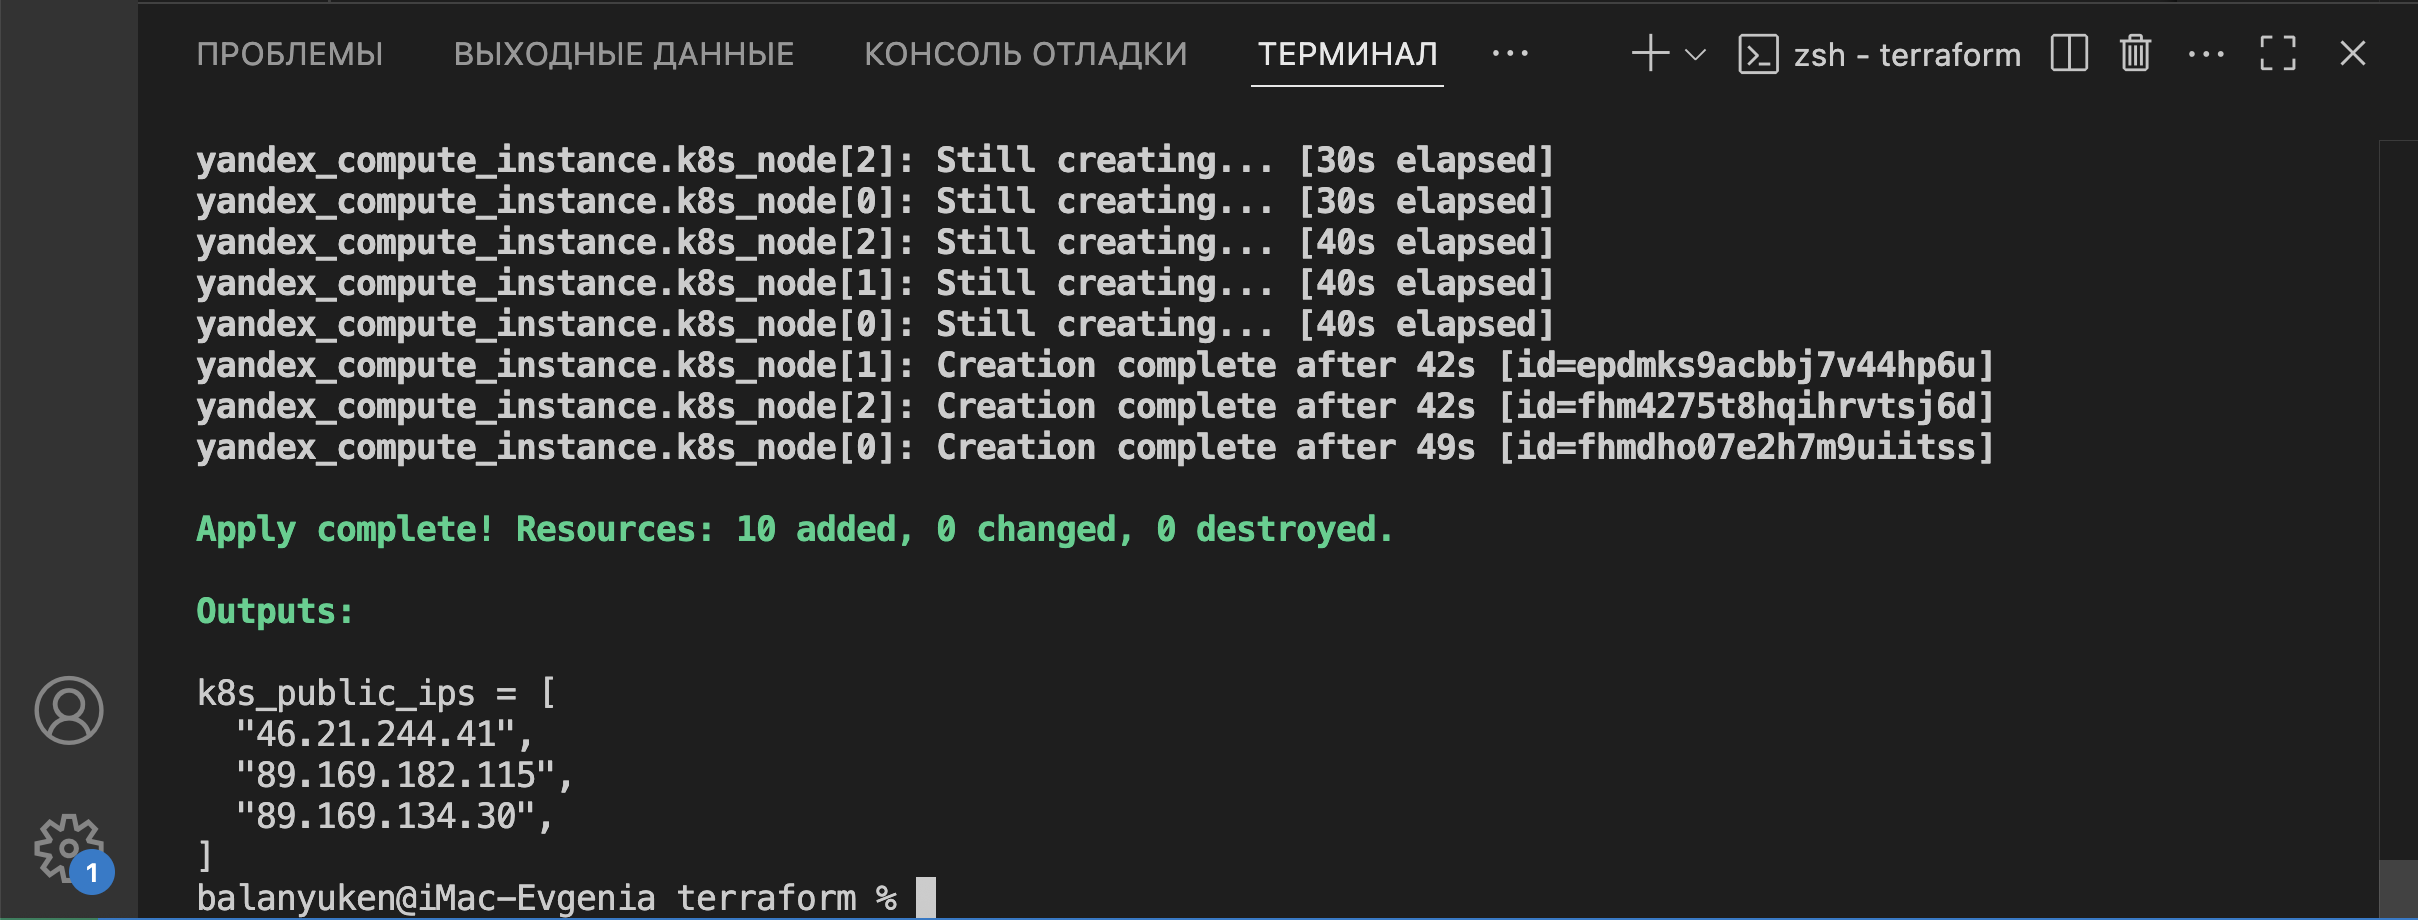 ПРОБЛЕМЫ ВЫХОДНЫЕ ДАННЫЕ КОНСОЛЬ ОТЛАДКИ ТЕРМИНАЛ ··· zsh - terraform ···
yandex_compute_instance.k8s_node[2]: Still creating... [30s elapsed]
yandex_compute_instance.k8s_node[0]: Still creating... [30s elapsed]
yandex_compute_instance.k8s_node[2]: Still creating... [40s elapsed]
yandex_compute_instance.k8s_node[1]: Still creating... [40s elapsed]
yandex_compute_instance.k8s_node[0]: Still creating... [40s elapsed]
yandex_compute_instance.k8s_node[1]: Creation complete after 42s [id=epdmks9acbbj7v44hp6u]
yandex_compute_instance.k8s_node[2]: Creation complete after 42s [id=fhm4275t8hqihrvtsj6d]
yandex_compute_instance.k8s_node[0]: Creation complete after 49s [id=fhmdho07e2h7m9uiitss]
Apply complete! Resources: 10 added, 0 changed, 0 destroyed.
Outputs:
k8s_public_ips = [
"46.21.244.41",
"89.169.182.115",
"89.169.134.30",
]
balanyuken@iMac-Evgenia terraform %
1